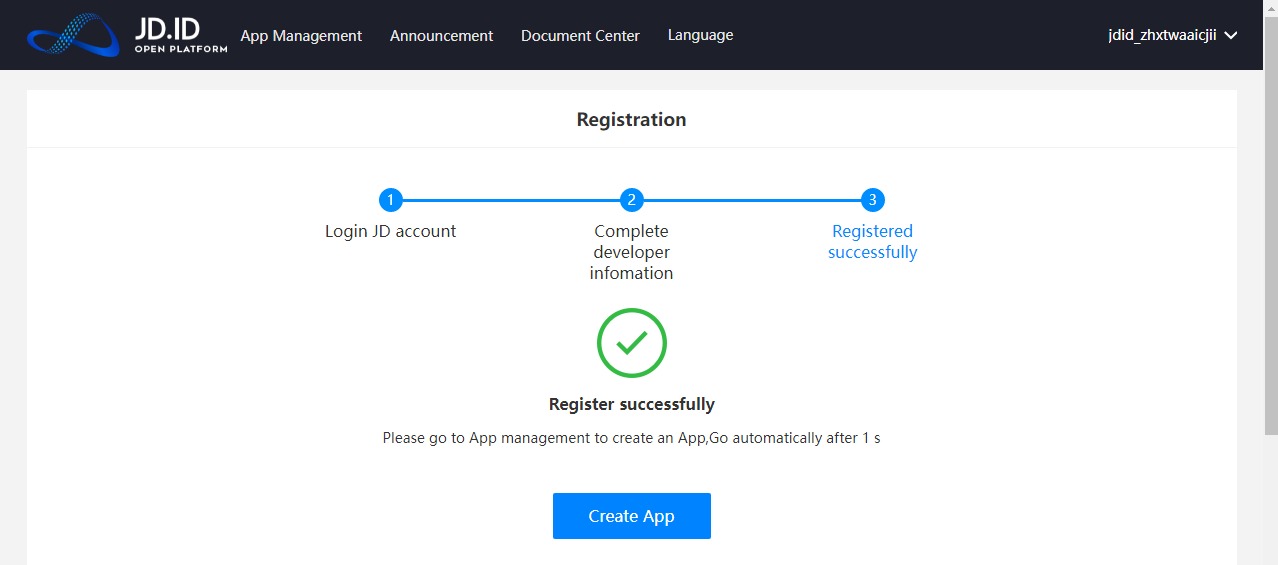 JD.ID
OPEN PLATFORM
App Management Announcement Document Center Language jdid_zhxtwaaicjii
Registration
1 2 3
Login JD account Complete developer infomation Registered successfully
Register successfully
Please go to App management to create an App,Go automatically after 1 s
Create App